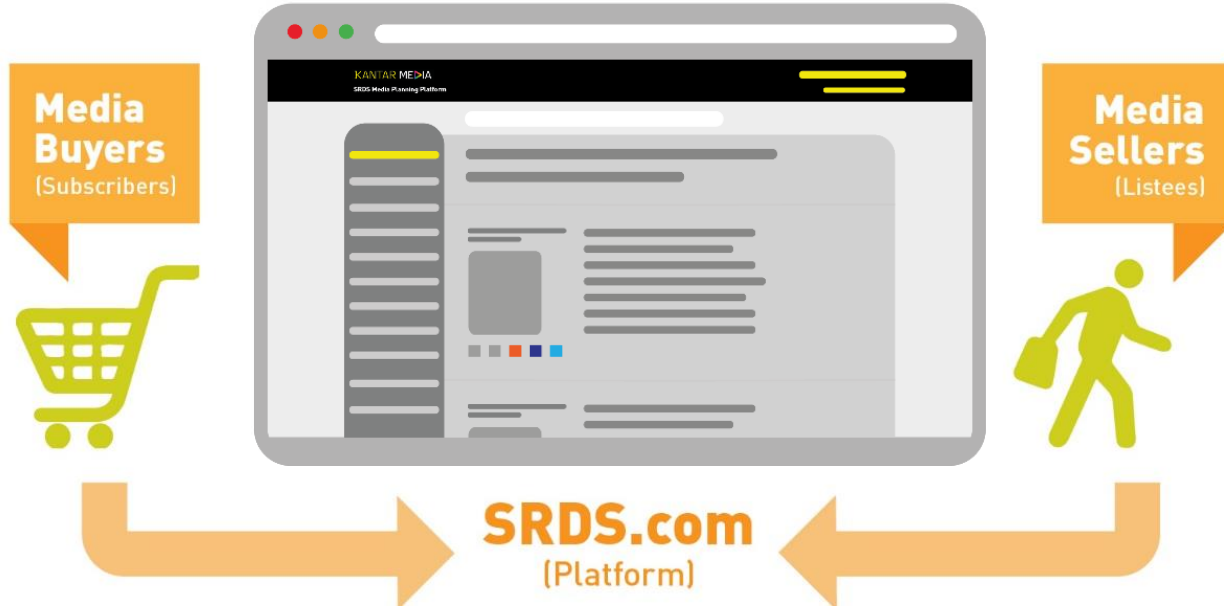 KANTAR MEDIA
SRDS Media Planning Platform
Media
Buyers
(Subscribers)
Media
Sellers
(Listees)
SRDS.com
(Platform)